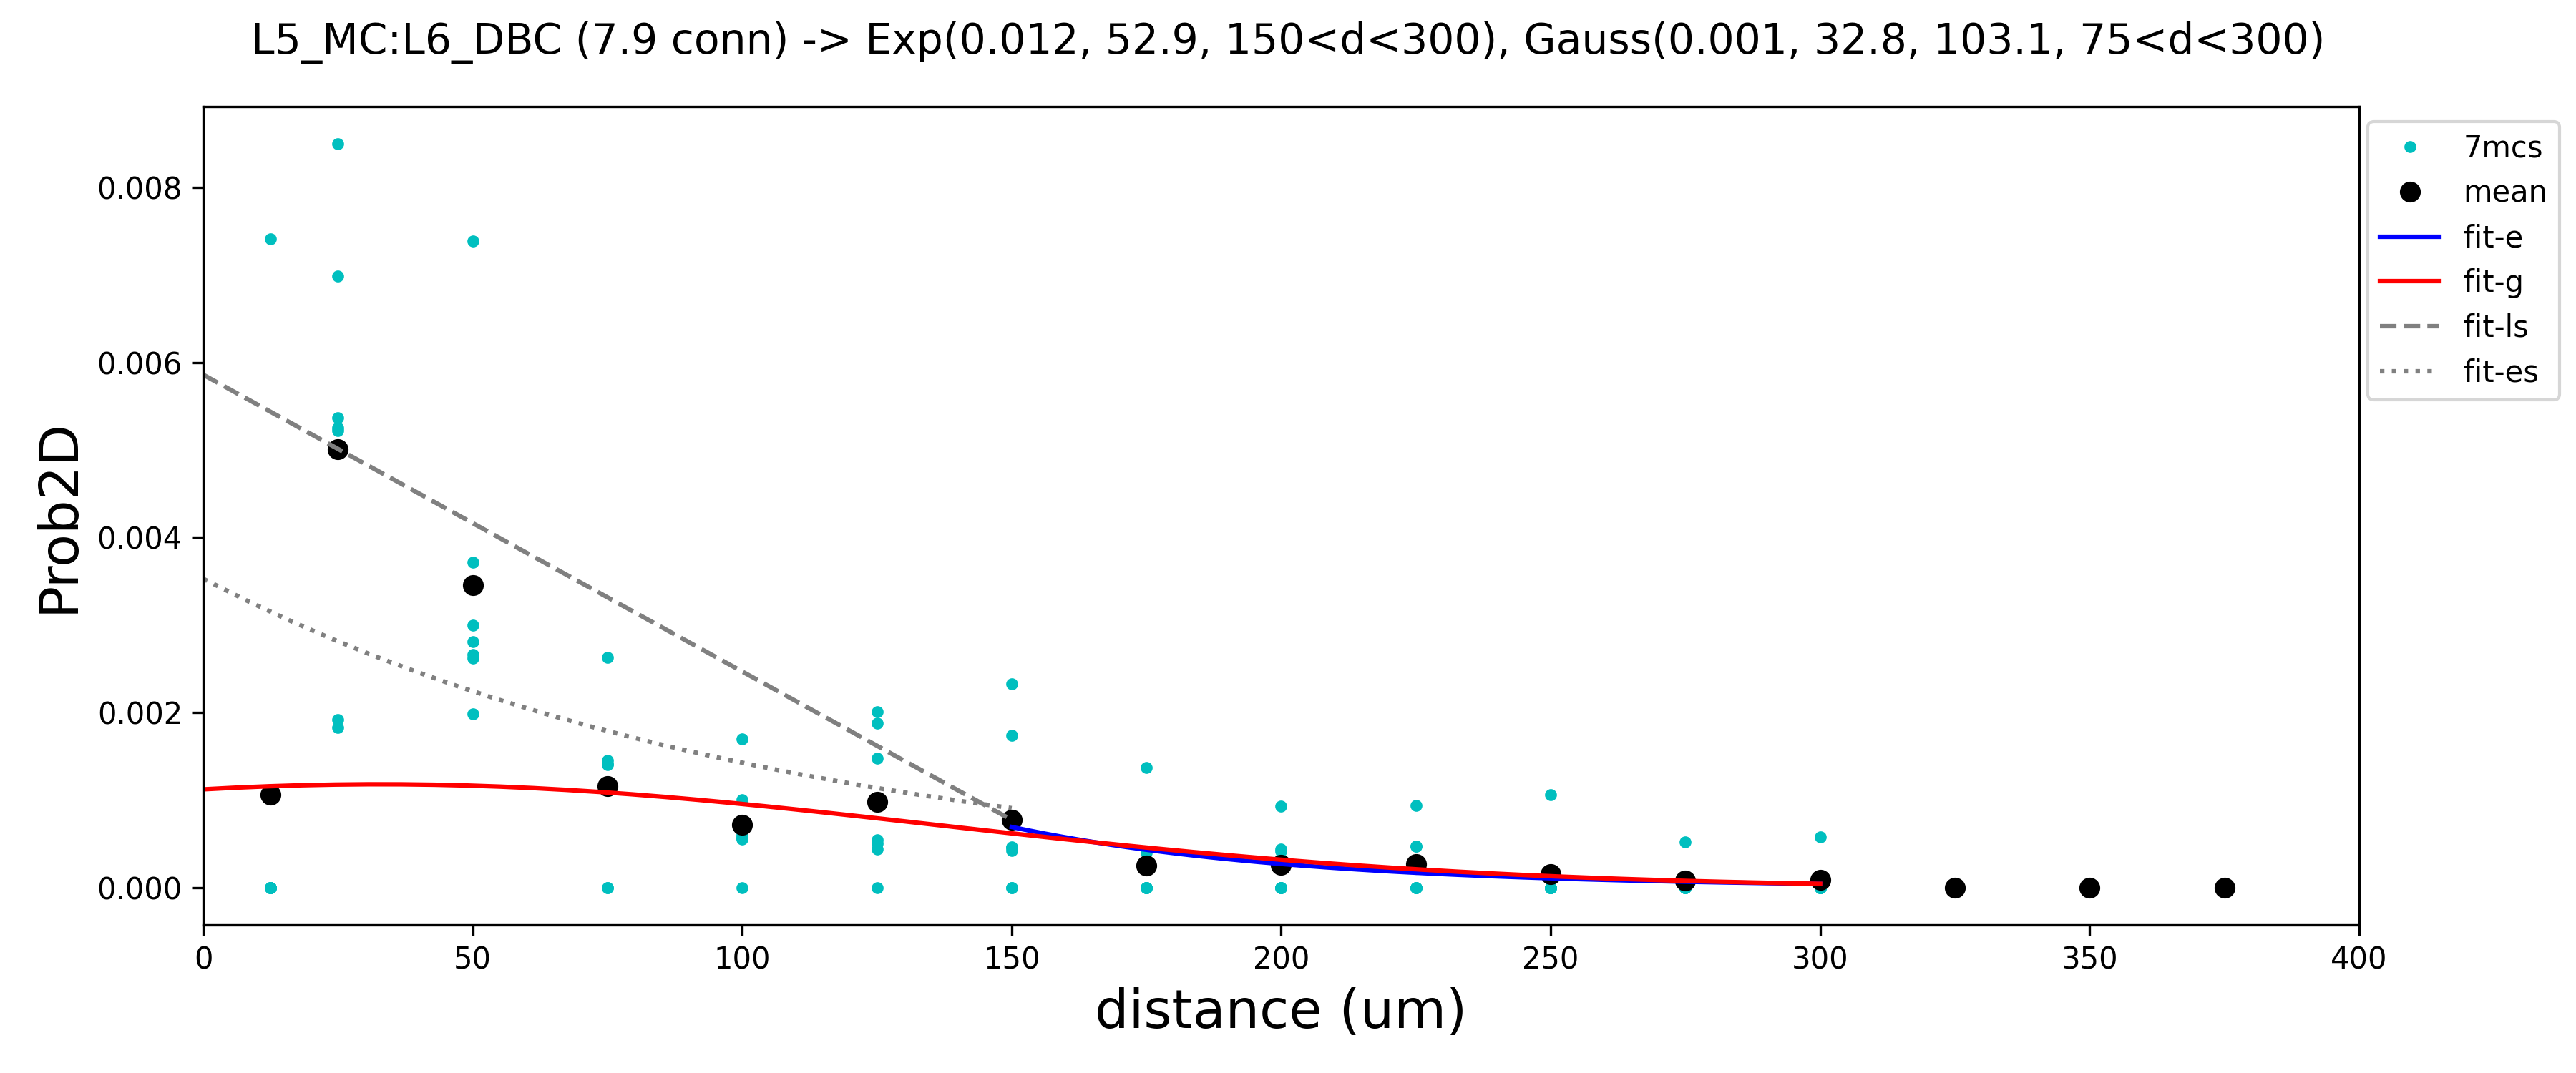 L5_MC:L6_DBC (7.9 conn) -> Exp(0.012, 52.9, 150<d<300), Gauss(0.001, 32.8, 103.1, 75<d<300)
0.008
0.006
0.004
0.002
0.000
Prob2D
0 50 100 150 200 250 300 350 400
distance (um)
7mcs
mean
fit-e
fit-g
fit-ls
fit-es